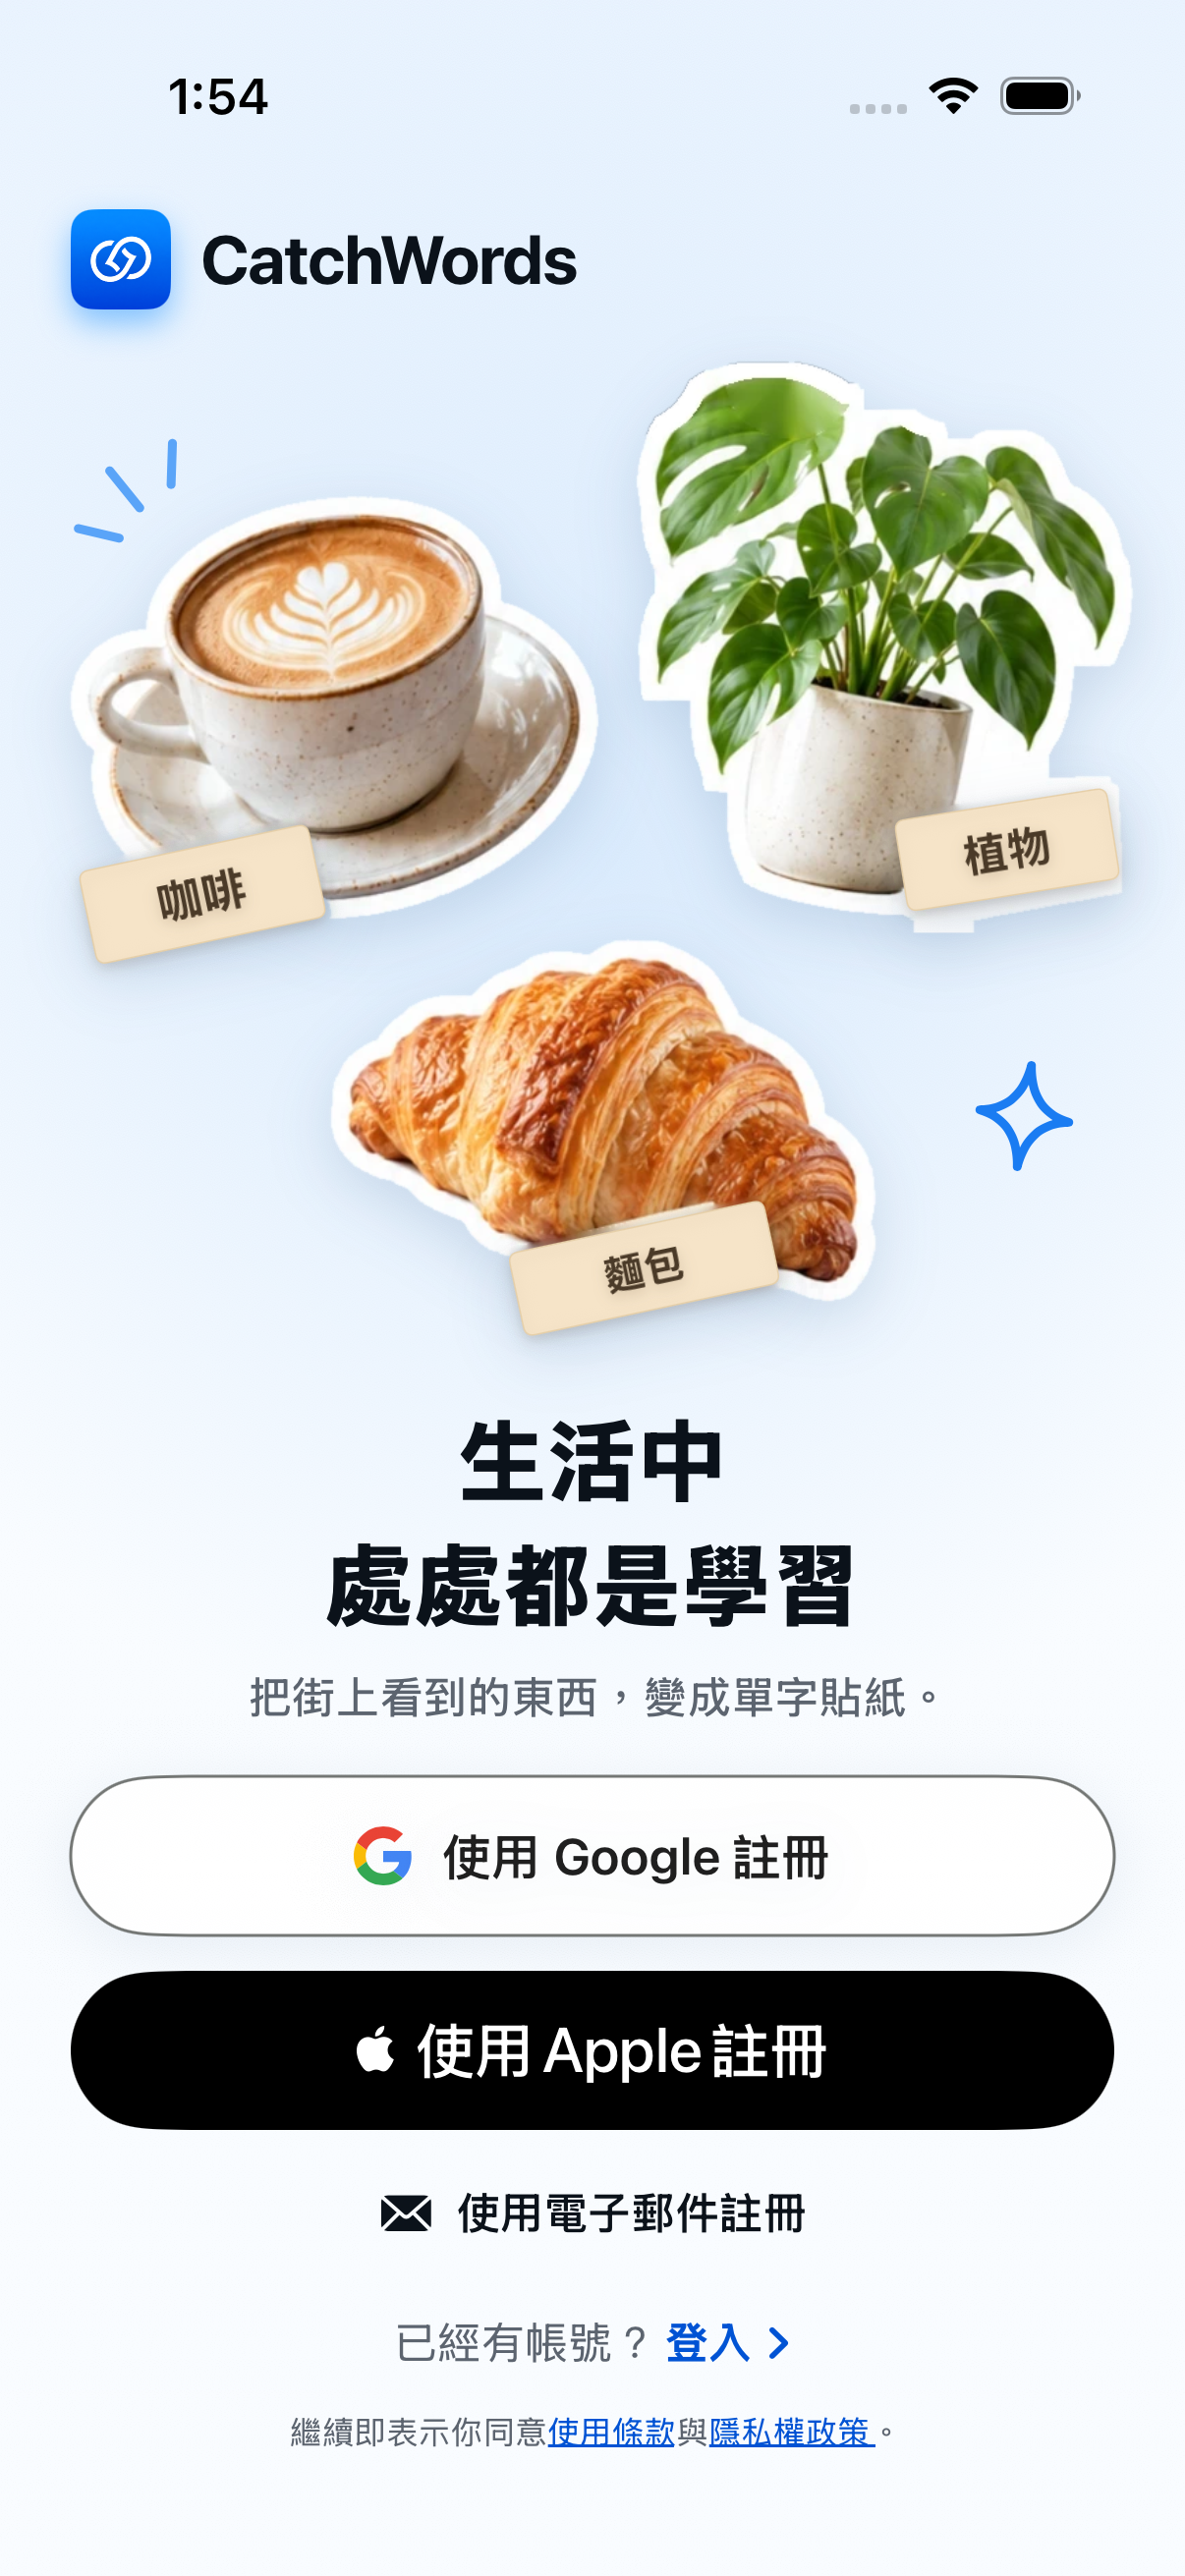 1:54
CatchWords
咖啡
植物
麵包
生活中
處處都是學習
把街上看到的東西，變成單字貼紙。
使用 Google 註冊
使用 Apple 註冊
使用電子郵件註冊
已經有帳號？登入
繼續即表示你同意使用條款與隱私權政策。